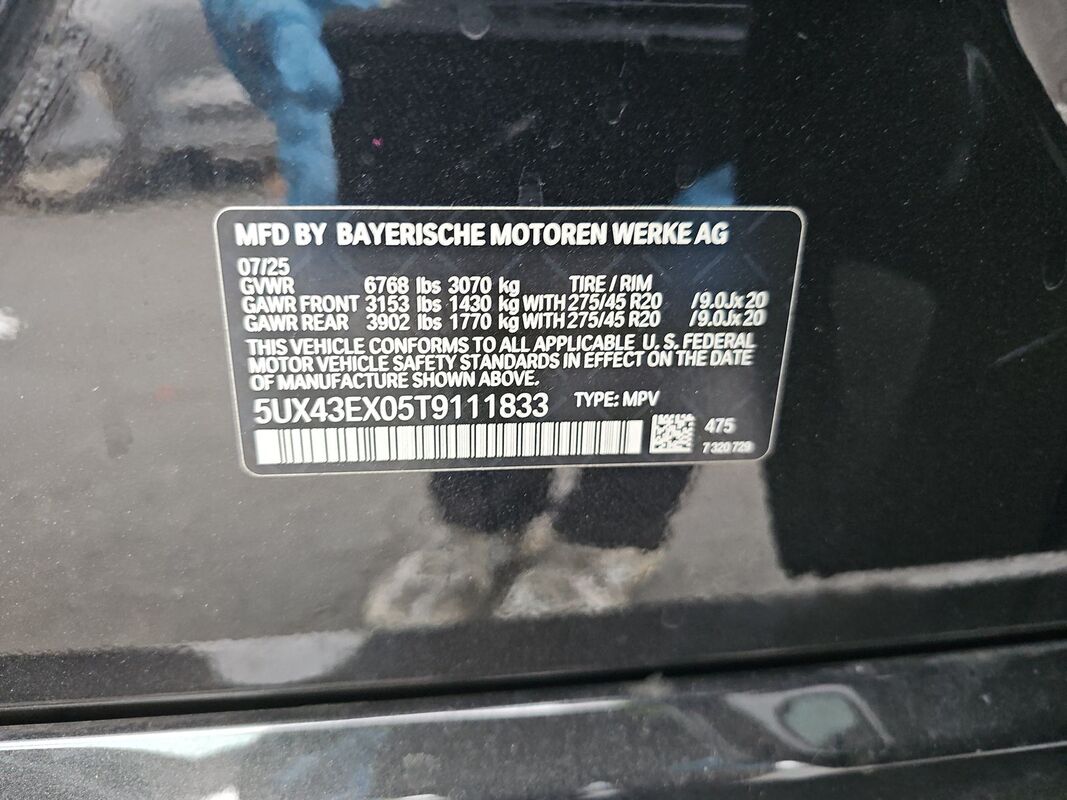 MFD BY BAYERISCHE MOTOREN WERKE AG
07/25
GVWR 6768 lbs 3070 kg TIRE / RIM
GAWR FRONT 3153 lbs 1430 kg WITH 275/45 R20 /9.0Jx20
GAWR REAR 3902 lbs 1770 kg WITH 275/45 R20 /9.0Jx20
THIS VEHICLE CONFORMS TO ALL APPLICABLE U.S. FEDERAL
MOTOR VEHICLE SAFETY STANDARDS IN EFFECT ON THE DATE
OF MANUFACTURE SHOWN ABOVE.
5UX43EX05T9111833 TYPE: MPV
475
7 320 729